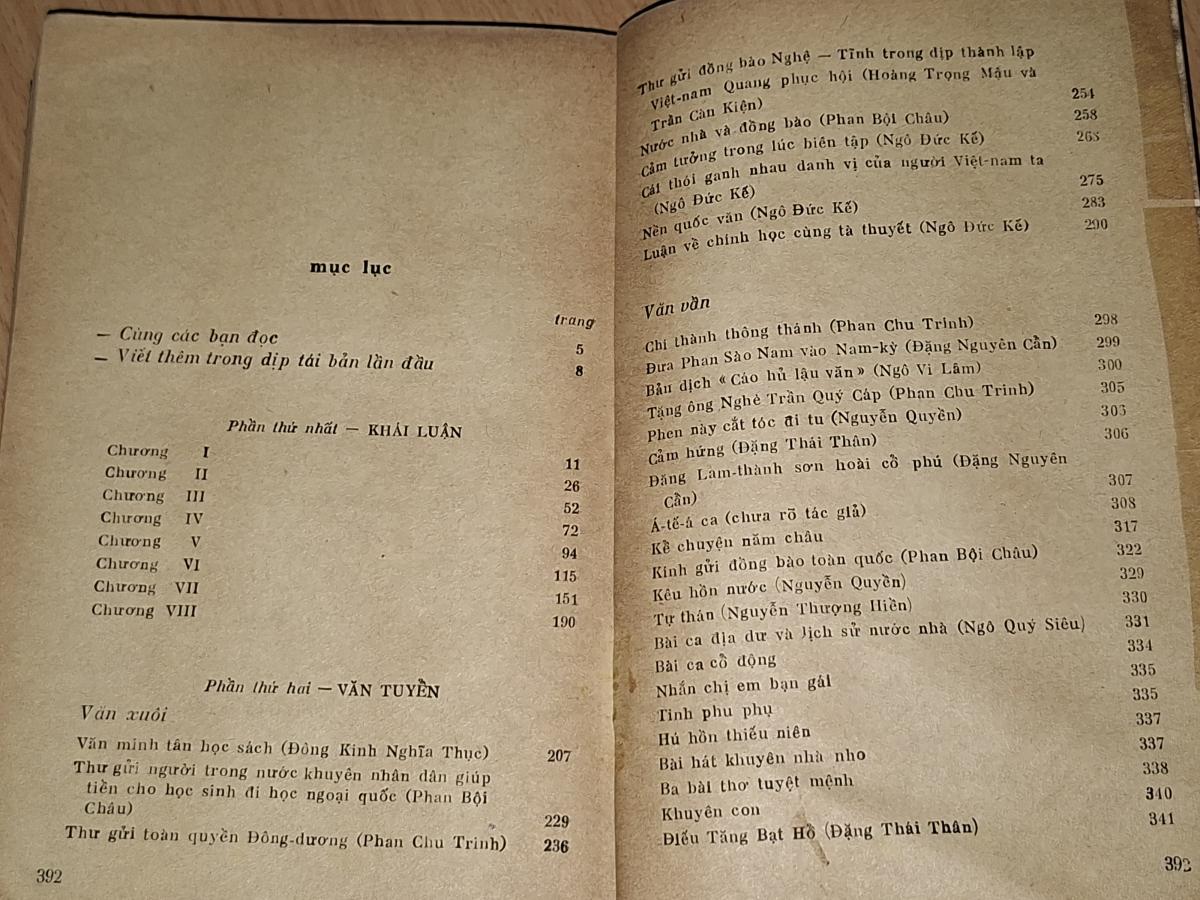 mục lục
trang
— Cùng các bạn đọc 5
— Viết thêm trong dịp tái bản lần đầu 8
Phần thứ nhất — KHÁI LUẬN
Chương I 11
Chương II 26
Chương III 52
Chương IV 72
Chương V 94
Chương VI 115
Chương VII 151
Chương VIII 190
Phần thứ hai — VĂN TUYỂN
Văn xuôi
Văn minh tân học sách (Đông Kinh Nghĩa Thục) 207
Thư gửi người trong nước khuyên nhân dân giúp
tiền cho học sinh đi học ngoại quốc (Phan Bội
Châu) 229
Thư gửi toàn quyền Đông-dương (Phan Chu Trinh) 236
392
Thư gửi đồng bào Nghệ — Tĩnh trong dịp thành lập
Việt-nam Quang phục hội (Hoàng Trọng Mậu và
Trần Càn Kiện) 254
Nước nhà và đồng bào (Phan Bội Châu) 258
Cảm tưởng trong lúc biên tập (Ngô Đức Kế) 268
Cái thói ganh nhau danh vị của người Việt-nam ta
(Ngô Đức Kế) 275
Nền quốc văn (Ngô Đức Kế) 283
Luận về chính học cùng tà thuyết (Ngô Đức Kế) 290
Văn vần
Chí thành thông thánh (Phan Chu Trinh) 298
Đưa Phan Sào Nam vào Nam-kỳ (Đặng Nguyên Cẩn) 299
Bản dịch « Cáo hủ lậu văn » (Ngô Vi Lâm) 300
Tặng ông Nghè Trần Quý Cáp (Phan Chu Trinh) 305
Phen này cắt tóc đi tu (Nguyễn Quyền) 305
Cảm hứng (Đặng Thái Thân) 306
Đăng Lam-thành sơn hoài cổ phú (Đặng Nguyên
Cẩn) 307
Á-tế-á ca (chưa rõ tác giả) 308
Kể chuyện năm châu 317
Kính gửi đồng bào toàn quốc (Phan Bội Châu) 322
Kêu hồn nước (Nguyễn Quyền) 329
Tự thán (Nguyễn Thượng Hiền) 330
Bài ca địa dư và lịch sử nước nhà (Ngô Quý Siêu) 331
Bài ca cổ động 334
Nhắn chị em bạn gái 335
Tinh phu phụ 335
Hú hồn thiếu niên 337
Bài hát khuyên nhà nho 337
Ba bài thơ tuyệt mệnh 338
Khuyên con 340
Điếu Tăng Bạt Hổ (Đặng Thái Thân) 341
393